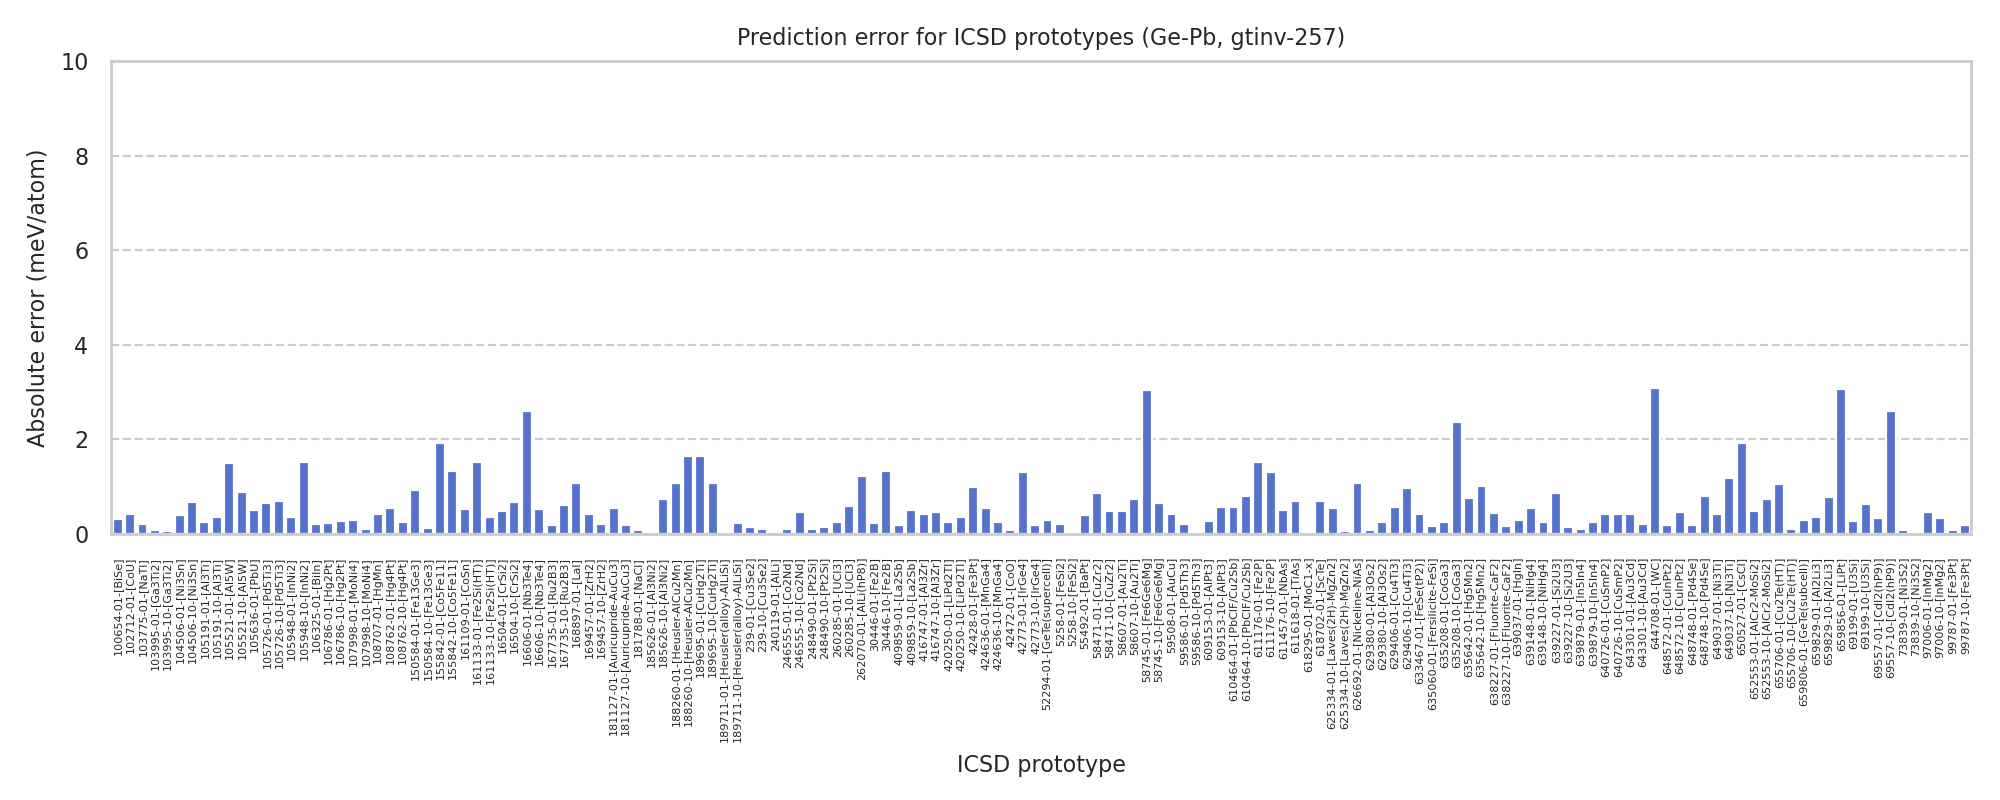 Prediction error for ICSD prototypes (Ge-Pb, gtinv-257)
Absolute error (meV/atom)
10
8
6
4
2
0
100654-01-[BiSe]
102712-01-[CoU]
103775-01-[NaTl]
103995-01-[Ga3Ti2]
103995-10-[Ga3Ti2]
104506-01-[Ni3Sn]
104506-10-[Ni3Sn]
105191-01-[Al3Ti]
105191-10-[Al3Ti]
105521-01-[Al5W]
105521-10-[Al5W]
105636-01-[PbU]
105726-01-[Pd5Ti3]
105726-10-[Pd5Ti3]
105948-01-[InNi2]
105948-10-[InNi2]
106325-01-[BiIn]
106786-01-[Hg2Pt]
106786-10-[Hg2Pt]
107998-01-[MoNi4]
107998-10-[MoNi4]
108707-01-[HgMn]
108762-01-[Hg4Pt]
108762-10-[Hg4Pt]
150584-01-[Fe13Ge3]
150584-10-[Fe13Ge3]
155842-01-[Co5Fe11]
155842-10-[Co5Fe11]
161109-01-[CoSn]
161133-01-[Fe2Si(HT)]
161133-10-[Fe2Si(HT)]
16504-01-[CrSi2]
16504-10-[CrSi2]
16606-01-[Nb3Te4]
16606-10-[Nb3Te4]
167735-01-[Ru2B3]
167735-10-[Ru2B3]
168897-01-[LaI]
169457-01-[ZrH2]
169457-10-[ZrH2]
181127-01-[Auricupride-AuCu3]
181127-10-[Auricupride-AuCu3]
181788-01-[NaCl]
185626-01-[Al3Ni2]
185626-10-[Al3Ni2]
188260-01-[Heusler-AlCu2Mn]
188260-10-[Heusler-AlCu2Mn]
189695-01-[CuHg2Ti]
189695-10-[CuHg2Ti]
189711-01-[Heusler(alloy)-AlLiSi]
189711-10-[Heusler(alloy)-AlLiSi]
239-01-[Cu3Se2]
239-10-[Cu3Se2]
240119-01-[AlLi]
246555-01-[Co2Nd]
246555-10-[Co2Nd]
248490-01-[Pt2Si]
248490-10-[Pt2Si]
260285-01-[UCl3]
260285-10-[UCl3]
262070-01-[AlLi(hP8)]
30446-01-[Fe2B]
30446-10-[Fe2B]
409859-01-[La2Sb]
409859-10-[La2Sb]
416747-01-[Al3Zr]
416747-10-[Al3Zr]
420250-01-[LiPd2Tl]
420250-10-[LiPd2Tl]
42428-01-[Fe3Pt]
424636-01-[MnGa4]
424636-10-[MnGa4]
42472-01-[CoO]
42773-01-[IrGe4]
42773-10-[IrGe4]
52294-01-[GeTe(supercell)]
5258-01-[FeSi2]
5258-10-[FeSi2]
55492-01-[BaPt]
58471-01-[CuZr2]
58471-10-[CuZr2]
58607-01-[Au2Ti]
58607-10-[Au2Ti]
58745-01-[Fe6Ge6Mg]
58745-10-[Fe6Ge6Mg]
59508-01-[AuCu]
59586-01-[Pd5Th3]
59586-10-[Pd5Th3]
609153-01-[AlPt3]
609153-10-[AlPt3]
610464-01-[PbClF/Cu2Sb]
610464-10-[PbClF/Cu2Sb]
611176-01-[Fe2P]
611176-10-[Fe2P]
611457-01-[NbAs]
611618-01-[TiAs]
618295-01-[MoC1-x]
618702-01-[ScTe]
625334-01-[Laves(2H)-MgZn2]
625334-10-[Laves(2H)-MgZn2]
626692-01-[Nickeline-NiAs]
629380-01-[Al3Os2]
629380-10-[Al3Os2]
629406-01-[Cu4Ti3]
629406-10-[Cu4Ti3]
633467-01-[FeSe(tP2)]
635060-01-[Fersilicite-FeSi]
635208-01-[CoGa3]
635208-10-[CoGa3]
635642-01-[Hg5Mn2]
635642-10-[Hg5Mn2]
638227-01-[Fluorite-CaF2]
638227-10-[Fluorite-CaF2]
639037-01-[HgIn]
639148-01-[NiHg4]
639148-10-[NiHg4]
639227-01-[Si2U3]
639227-10-[Si2U3]
639879-01-[In5In4]
639879-10-[In5In4]
640726-01-[CuSmP2]
640726-10-[CuSmP2]
643301-01-[Au3Cd]
643301-10-[Au3Cd]
644708-01-[WC]
648572-01-[CuInPt2]
648572-10-[CuInPt2]
648748-01-[Pd4Se]
648748-10-[Pd4Se]
649037-01-[Ni3Ti]
649037-10-[Ni3Ti]
650527-01-[CsCl]
652553-01-[AlCr2-MoSi2]
652553-10-[AlCr2-MoSi2]
655706-01-[Cu2Te(HT)]
655706-10-[Cu2Te(HT)]
659806-01-[GeTe(subcell)]
659829-01-[Al2Li3]
659829-10-[Al2Li3]
659856-01-[LiPt]
69199-01-[U3Si]
69199-10-[U3Si]
69557-01-[CdI2(hP9)]
69557-10-[CdI2(hP9)]
73839-01-[Ni3S2]
73839-10-[Ni3S2]
97006-01-[InMg2]
97006-10-[InMg2]
99787-01-[Fe3Pt]
99787-10-[Fe3Pt]
ICSD prototype